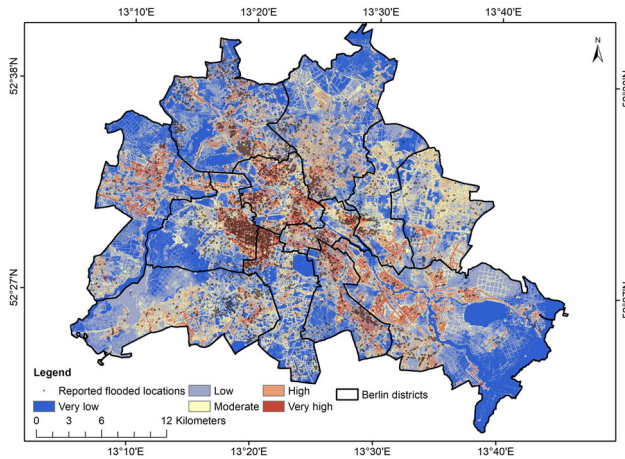 13°10'E 13°20'E 13°30'E 13°40'E
52°38'N
N
52°27'N
Legend
Reported flooded locations Low High Berlin districts
Very low Moderate Very high
0 3 6 12 Kilometers
13°10'E 13°20'E 13°30'E 13°40'E